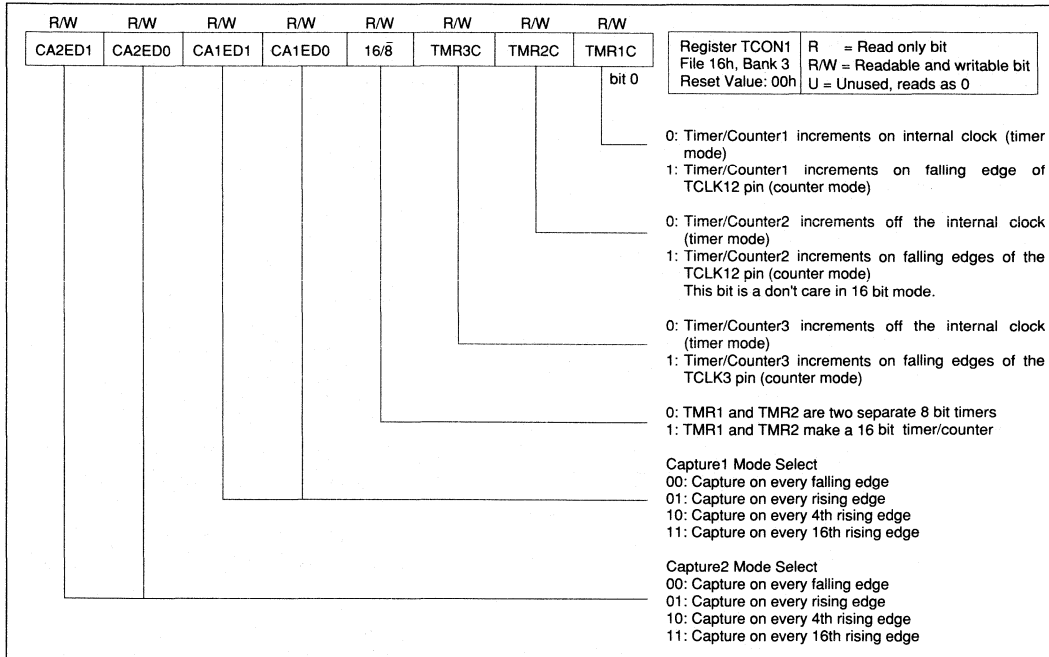 R/W R/W R/W R/W R/W R/W R/W R/W
CA2ED1 CA2ED0 CA1ED1 CA1ED0 16/8̅ TMR3C TMR2C TMR1C
bit 0
Register TCON1
File 16h, Bank 3
Reset Value: 00h
R = Read only bit
R/W = Readable and writable bit
U = Unused, reads as 0
0: Timer/Counter1 increments on internal clock (timer
mode)
1: Timer/Counter1 increments on falling edge of
TCLK12 pin (counter mode)
0: Timer/Counter2 increments off the internal clock
(timer mode)
1: Timer/Counter2 increments on falling edges of the
TCLK12 pin (counter mode)
This bit is a don't care in 16 bit mode.
0: Timer/Counter3 increments off the internal clock
(timer mode)
1: Timer/Counter3 increments on falling edges of the
TCLK3 pin (counter mode)
0: TMR1 and TMR2 are two separate 8 bit timers
1: TMR1 and TMR2 make a 16 bit timer/counter
Capture1 Mode Select
00: Capture on every falling edge
01: Capture on every rising edge
10: Capture on every 4th rising edge
11: Capture on every 16th rising edge
Capture2 Mode Select
00: Capture on every falling edge
01: Capture on every rising edge
10: Capture on every 4th rising edge
11: Capture on every 16th rising edge